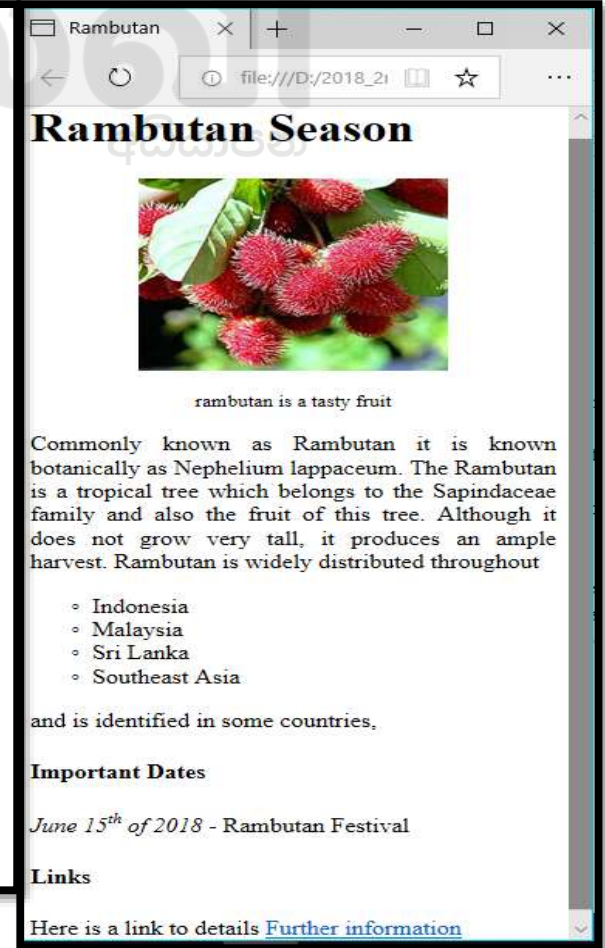 Rambutan
file:///D:/2018_2
Rambutan Season
rambutan is a tasty fruit
Commonly known as Rambutan it is known
botanically as Nephelium lappaceum. The Rambutan
is a tropical tree which belongs to the Sapindaceae
family and also the fruit of this tree. Although it
does not grow very tall, it produces an ample
harvest. Rambutan is widely distributed throughout
◦ Indonesia
◦ Malaysia
◦ Sri Lanka
◦ Southeast Asia
and is identified in some countries,
Important Dates
June 15th of 2018 - Rambutan Festival
Links
Here is a link to details Further information